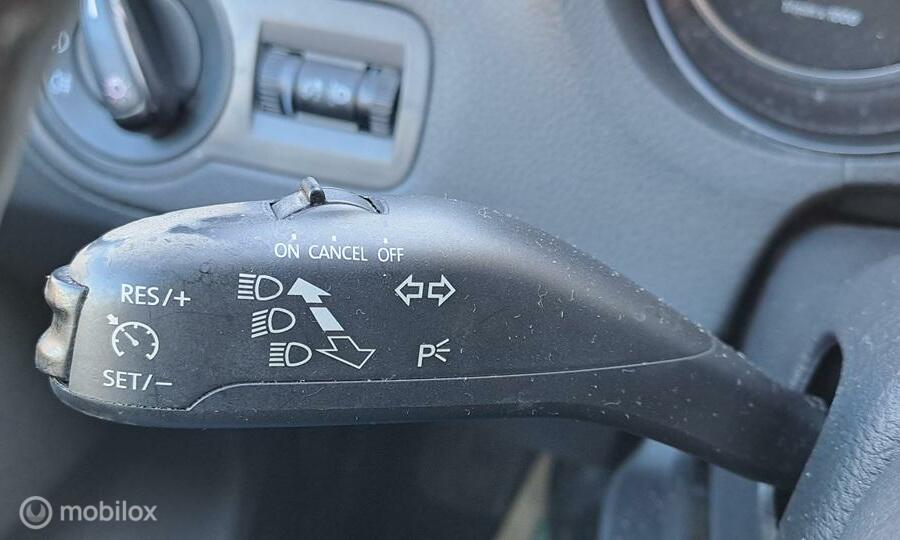 ON CANCEL OFF
RES/+
SET/−
P
mobilox